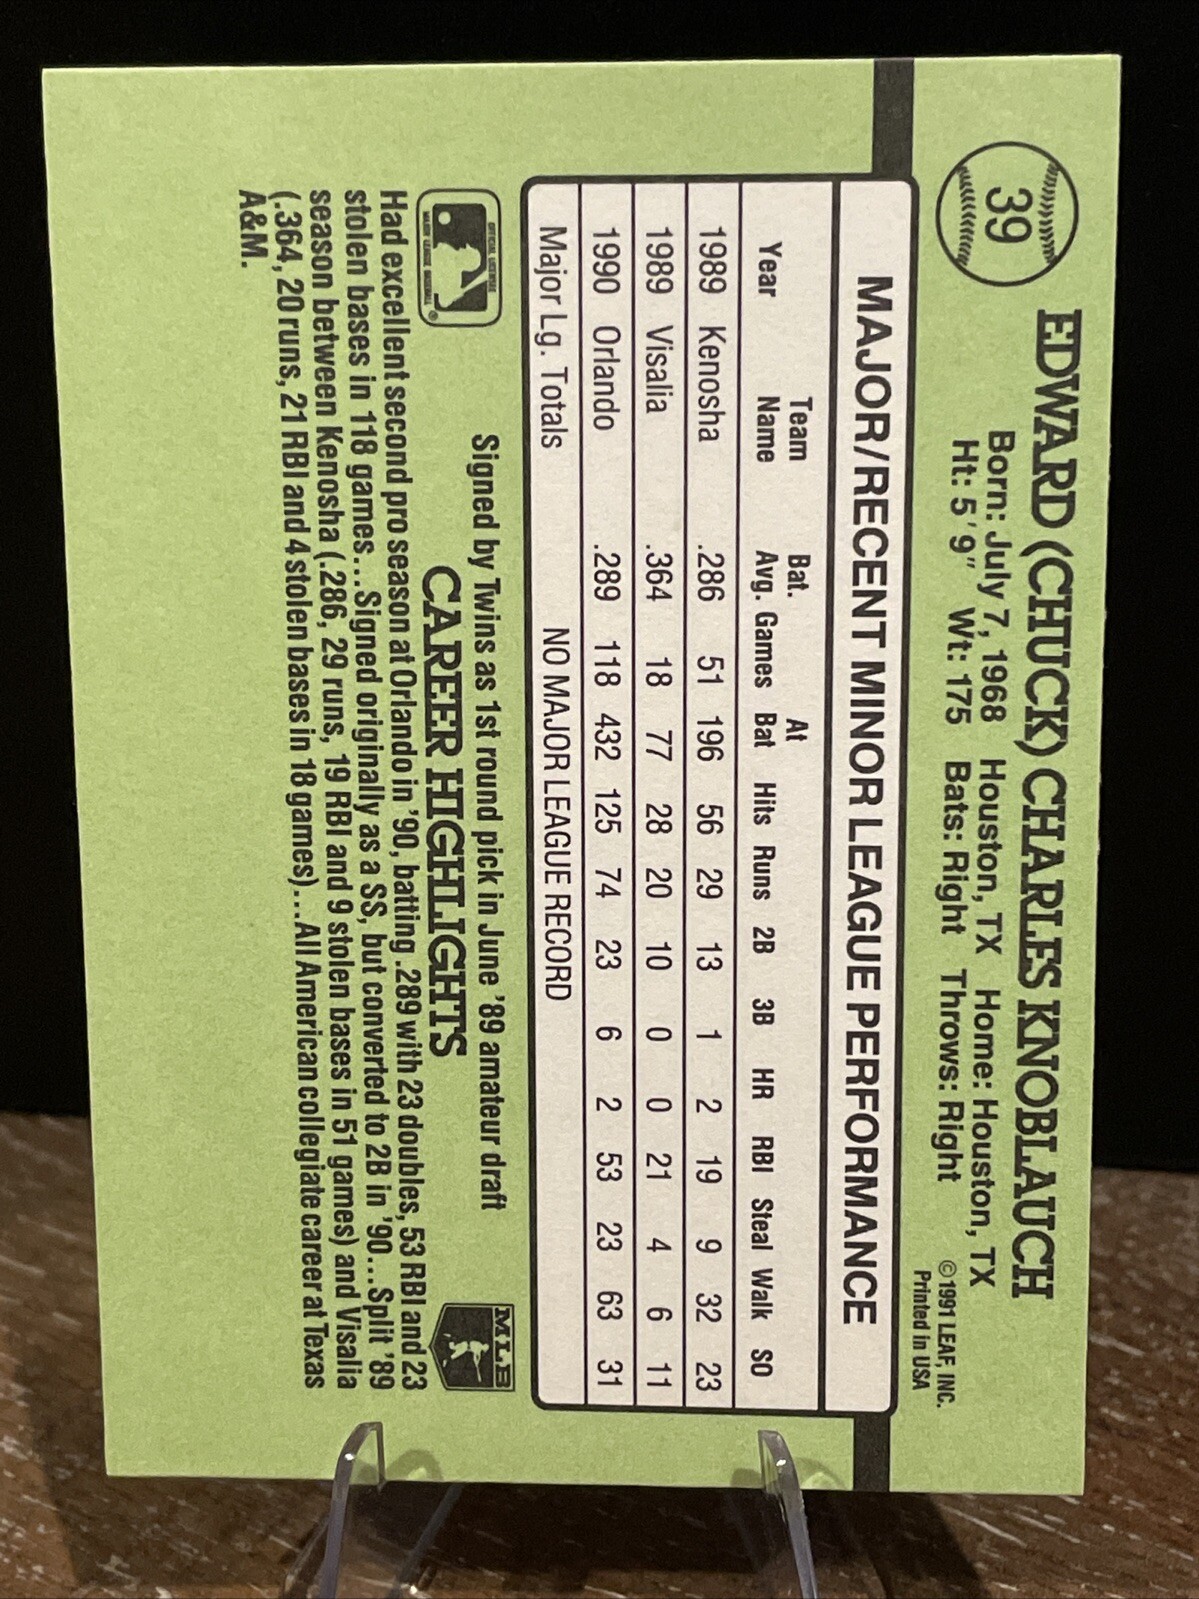 39
EDWARD (CHUCK) CHARLES KNOBLAUCH
Born: July 7, 1968 Houston, TX Home: Houston, TX
Ht: 5'9" Wt: 175 Bats: Right Throws: Right
© 1991 LEAF, INC.
Printed in USA
MAJOR/RECENT MINOR LEAGUE PERFORMANCE
Team Bat. At
Year Name Avg. Games Bat Hits Runs 2B 3B HR RBI Steal Walk SO
1989 Kenosha .286 51 196 56 29 13 1 2 19 9 32 23
1989 Visalia .364 18 77 28 20 10 0 0 21 4 6 11
1990 Orlando .289 118 432 125 74 23 6 2 53 23 63 31
Major Lg. Totals NO MAJOR LEAGUE RECORD
OFFICIAL LICENSEE
MAJOR LEAGUE BASEBALL
®
Signed by Twins as 1st round pick in June '89 amateur draft
CAREER HIGHLIGHTS
MLB
Had excellent second pro season at Orlando in '90, batting .289 with 23 doubles, 53 RBI and 23
stolen bases in 118 games...Signed originally as a SS, but converted to 2B in '90...Split '89
season between Kenosha (.286, 29 runs, 19 RBI and 9 stolen bases in 51 games) and Visalia
(.364, 20 runs, 21 RBI and 4 stolen bases in 18 games)...All American collegiate career at Texas
A&M.